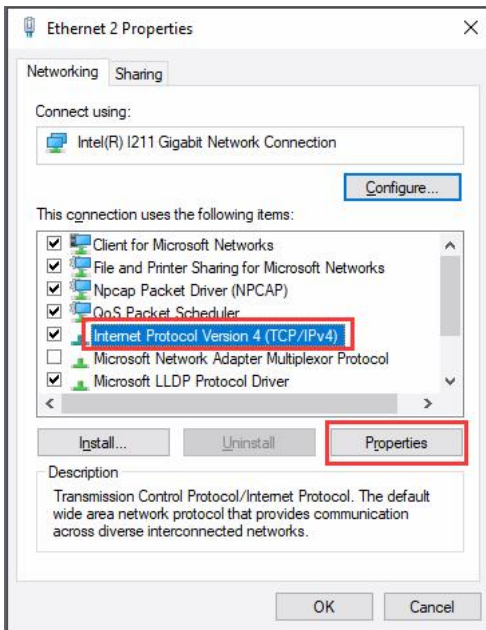 Ethernet 2 Properties
Networking
Sharing
Connect using:
Intel(R) I211 Gigabit Network Connection
Configure...
This connection uses the following items:
Client for Microsoft Networks
File and Printer Sharing for Microsoft Networks
Npcap Packet Driver (NPCAP)
QoS Packet Scheduler
Internet Protocol Version 4 (TCP/IPv4)
Microsoft Network Adapter Multiplexor Protocol
Microsoft LLDP Protocol Driver
Install...
Uninstall
Properties
Description
Transmission Control Protocol/Internet Protocol. The default
wide area network protocol that provides communication
across diverse interconnected networks.
OK
Cancel